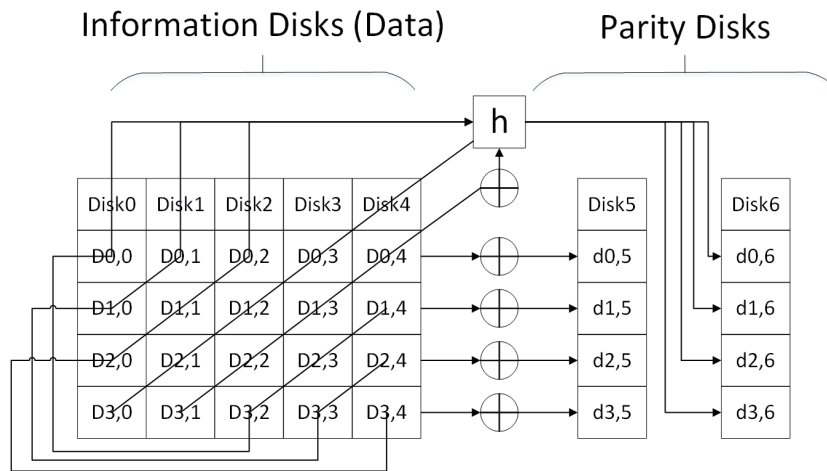 Information Disks (Data) Parity Disks
h
Disk0 Disk1 Disk2 Disk3 Disk4 Disk5 Disk6
D0,0 D0,1 D0,2 D0,3 D0,4 d0,5 d0,6
D1,0 D1,1 D1,2 D1,3 D1,4 d1,5 d1,6
D2,0 D2,1 D2,2 D2,3 D2,4 d2,5 d2,6
D3,0 D3,1 D3,2 D3,3 D3,4 d3,5 d3,6